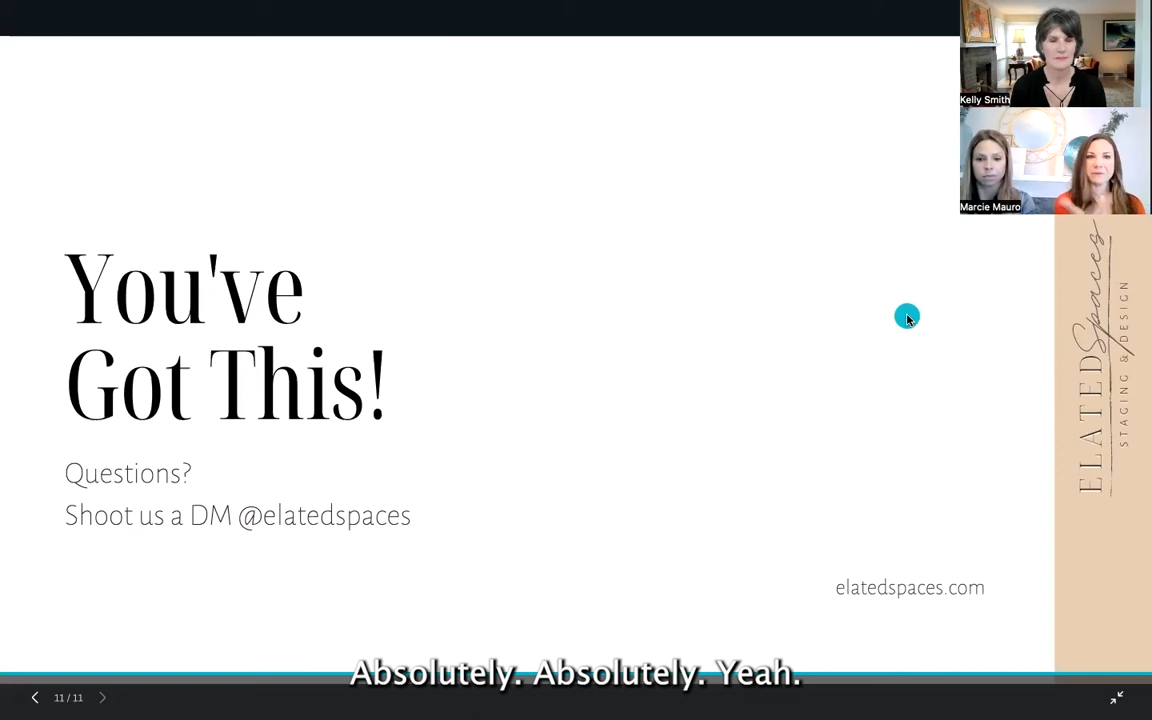 Kelly Smith
Marcie Mauro
You've
Got This!
Questions?
Shoot us a DM @elatedspaces
elatedspaces.com
ELATED Spaces
STAGING & DESIGN
Absolutely. Absolutely. Yeah.
11 / 11